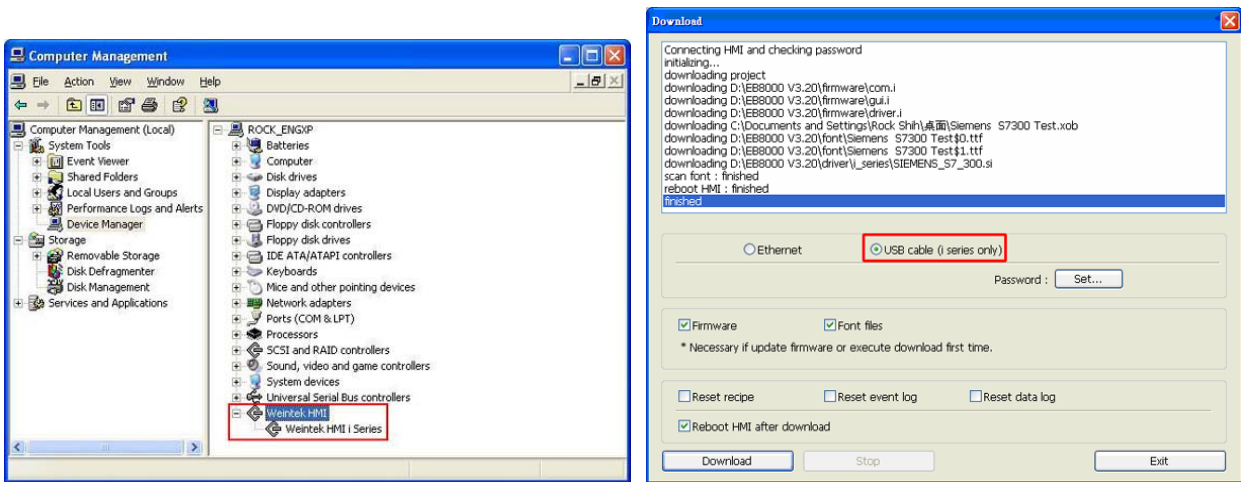 Computer Management
File Action View Window Help
Computer Management (Local)
System Tools
Event Viewer
Shared Folders
Local Users and Groups
Performance Logs and Alerts
Device Manager
Storage
Removable Storage
Disk Defragmenter
Disk Management
Services and Applications
ROCK_ENGXP
Batteries
Computer
Disk drives
Display adapters
DVD/CD-ROM drives
Floppy disk controllers
Floppy disk drives
IDE ATA/ATAPI controllers
Keyboards
Mice and other pointing devices
Network adapters
Ports (COM & LPT)
Processors
SCSI and RAID controllers
Sound, video and game controllers
System devices
Universal Serial Bus controllers
Weintek HMI
Weintek HMI i Series
Download
Connecting HMI and checking password
initializing...
downloading project
downloading D:\EB8000 V3.20\firmware\com.i
downloading D:\EB8000 V3.20\firmware\gui.i
downloading D:\EB8000 V3.20\firmware\driver.i
downloading C:\Documents and Settings\Rock Shih\桌面\Siemens S7300 Test.xob
downloading D:\EB8000 V3.20\font\Siemens S7300 Test$0.ttf
downloading D:\EB8000 V3.20\font\Siemens S7300 Test$1.ttf
downloading D:\EB8000 V3.20\driver\i_series\SIEMENS_S7_300.si
scan font : finished
reboot HMI : finished
finished
Ethernet USB cable (i series only)
Password : Set...
Firmware Font files
* Necessary if update firmware or execute download first time.
Reset recipe Reset event log Reset data log
Reboot HMI after download
Download Stop Exit